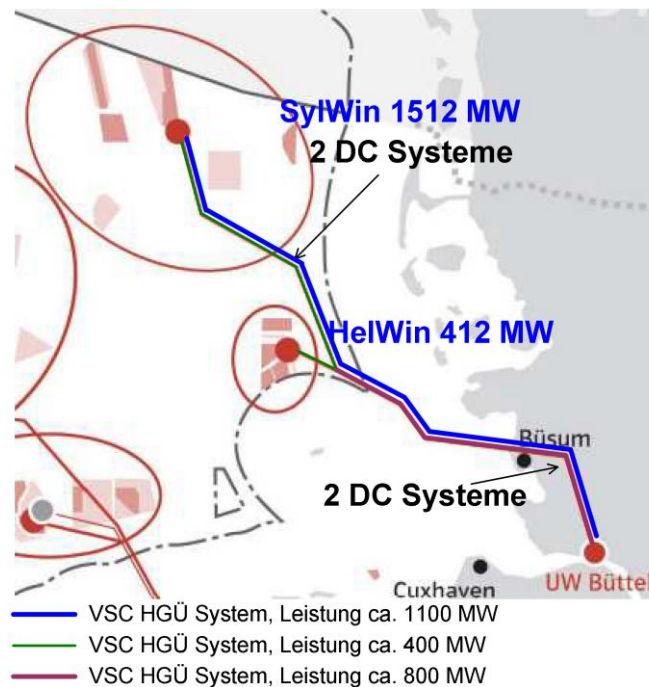 SylWin 1512 MW
2 DC Systeme
HelWin 412 MW
Büsum
2 DC Systeme
Cuxhaven
UW Büttel
VSC HGÜ System, Leistung ca. 1100 MW
VSC HGÜ System, Leistung ca. 400 MW
VSC HGÜ System, Leistung ca. 800 MW